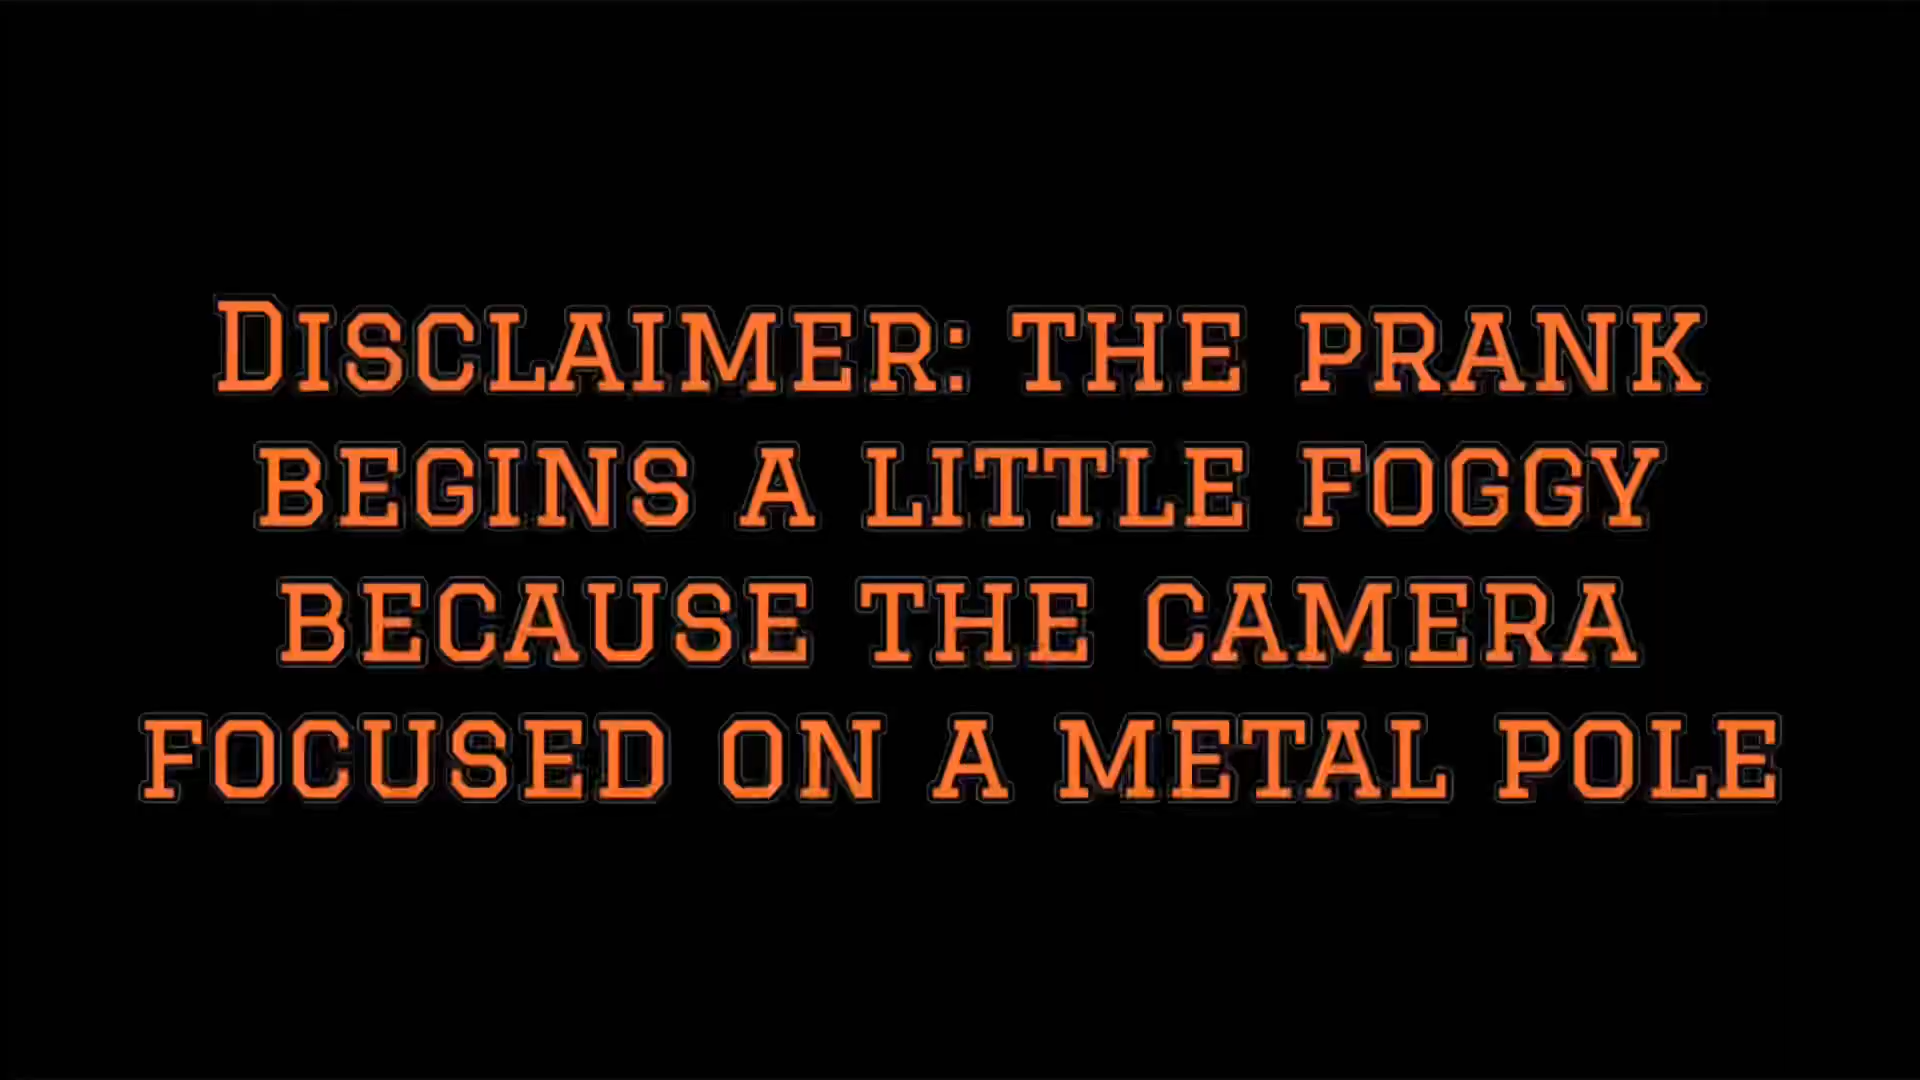 Disclaimer: the prank
begins a little foggy
because the camera
focused on a metal pole